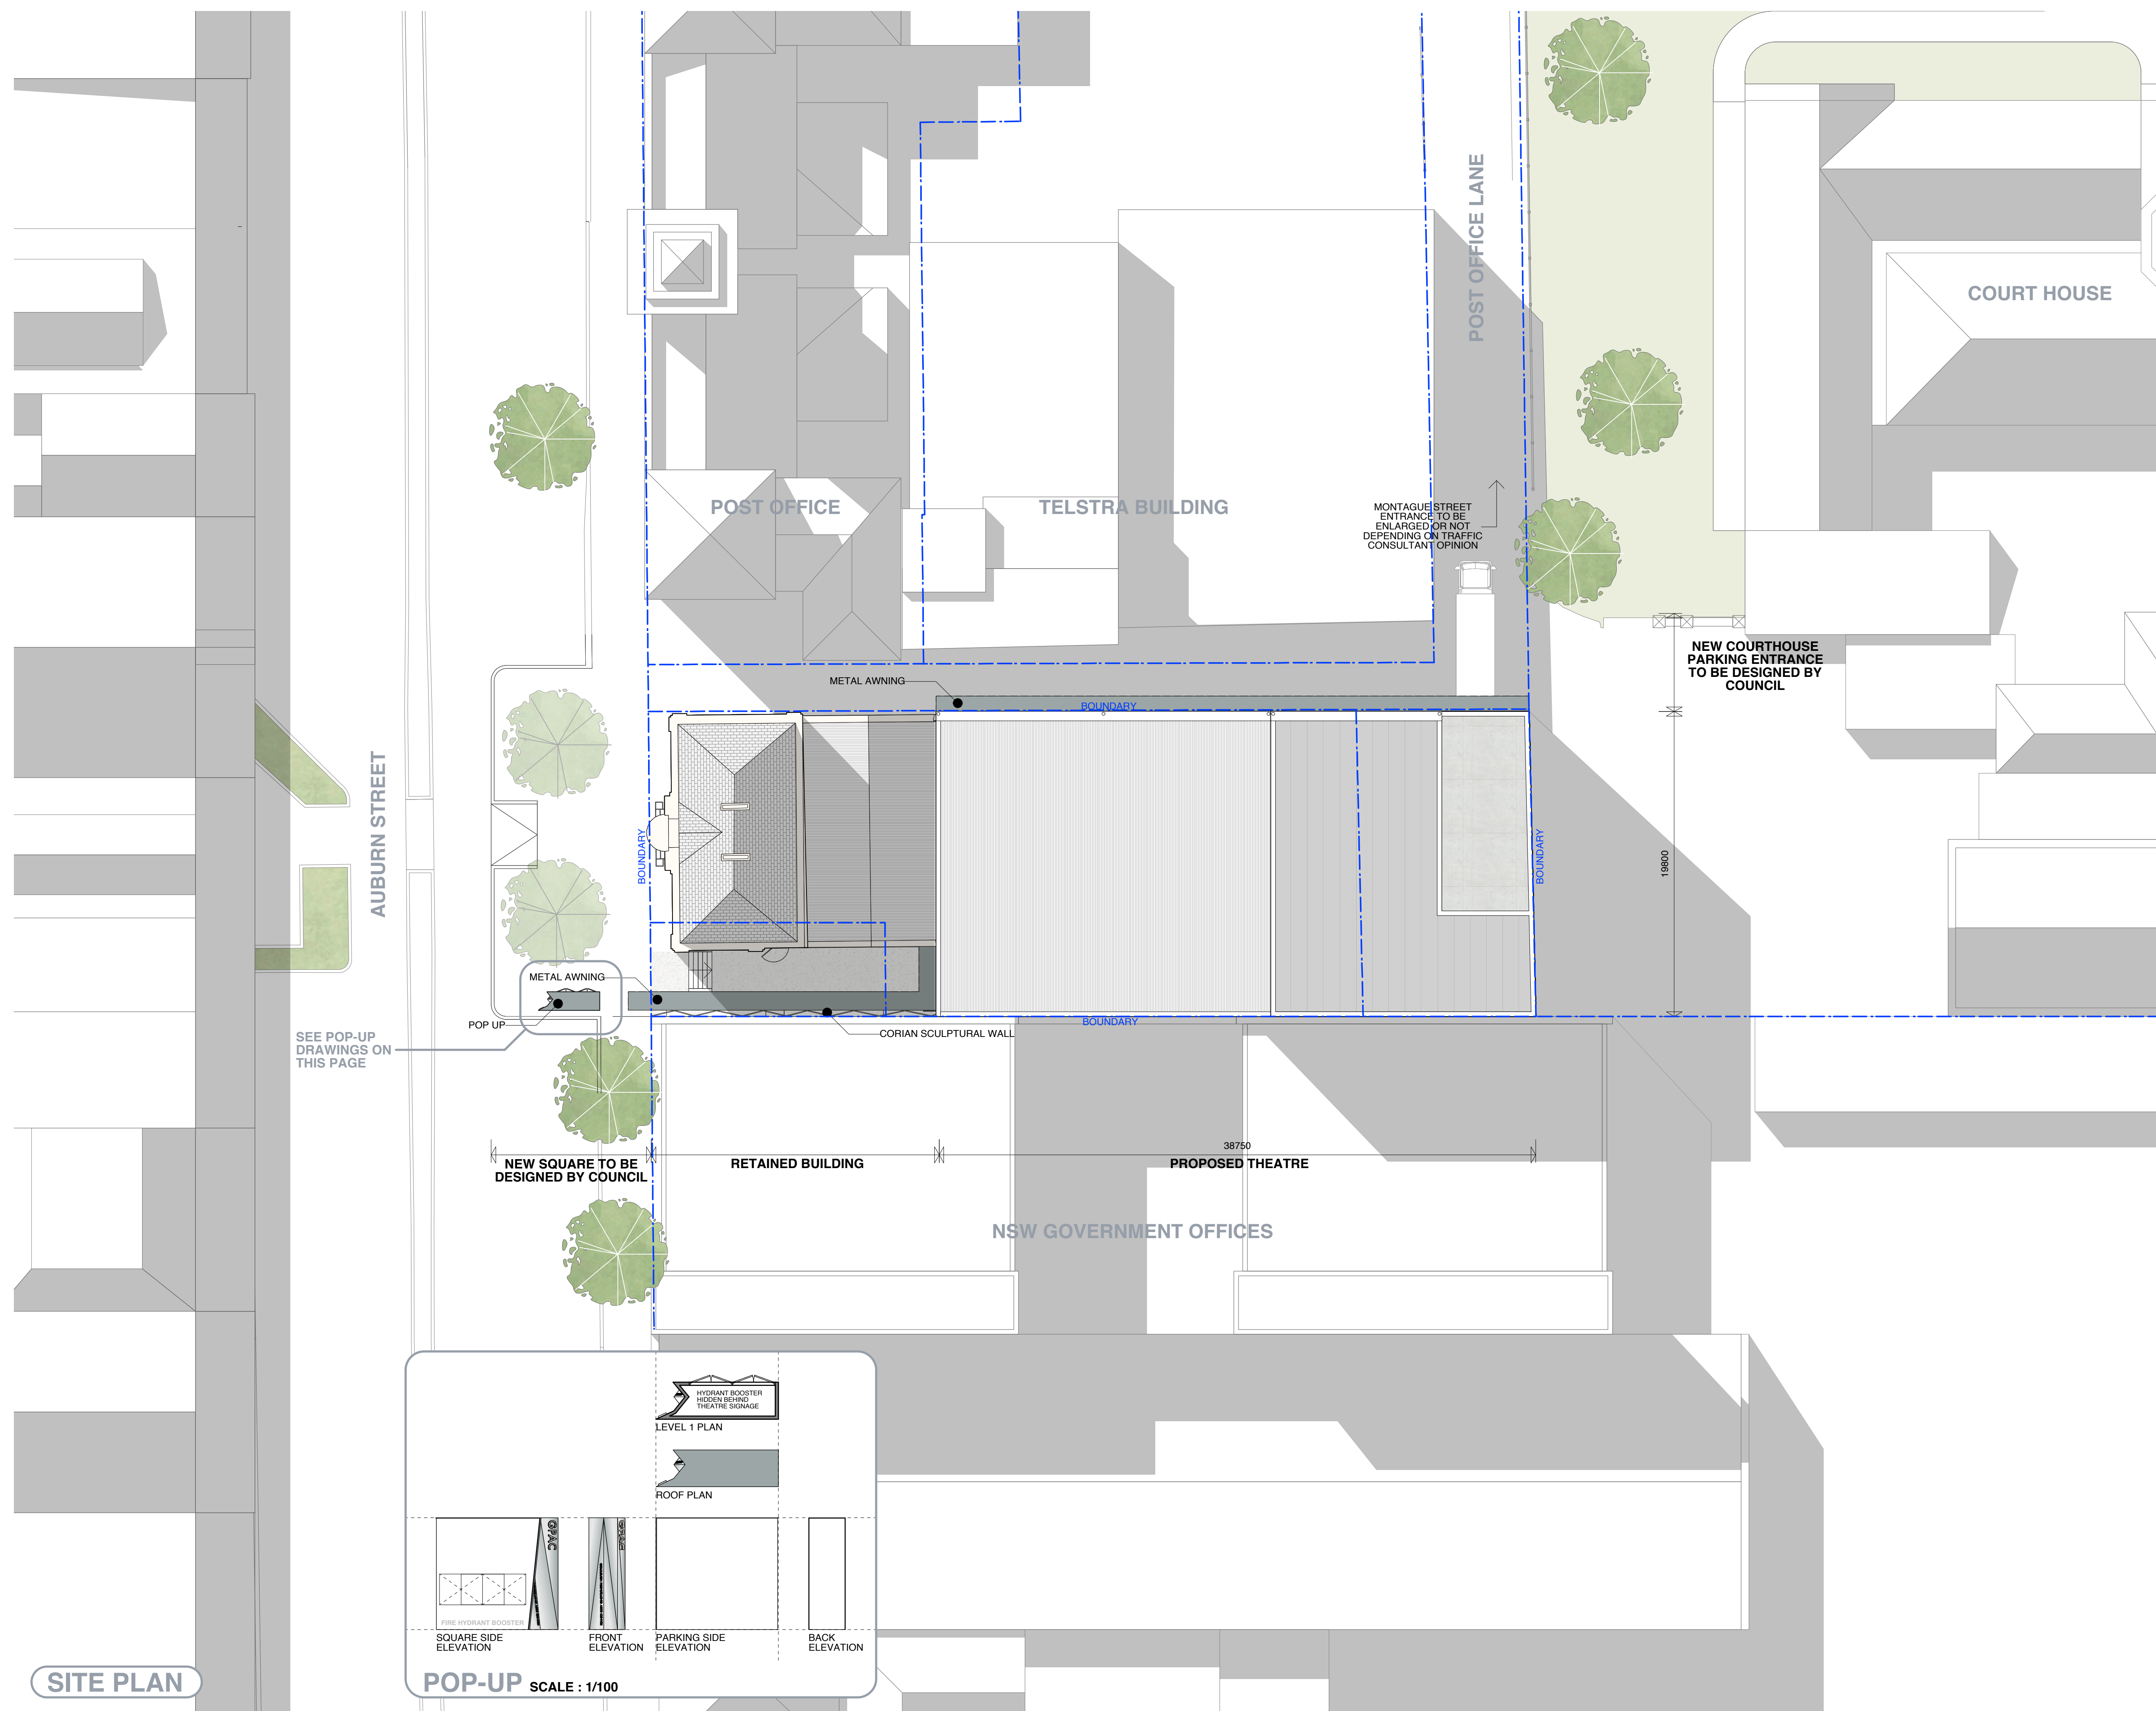 POST OFFICE LANE
COURT HOUSE
POST OFFICE
TELSTRA BUILDING
MONTAGUE STREET
ENTRANCE TO BE
ENLARGED OR NOT
DEPENDING ON TRAFFIC
CONSULTANT OPINION
NEW COURTHOUSE
PARKING ENTRANCE
TO BE DESIGNED BY
COUNCIL
METAL AWNING
BOUNDARY
AUBURN STREET
BOUNDARY
BOUNDARY
19800
METAL AWNING
POP UP
BOUNDARY
CORIAN SCULPTURAL WALL
SEE POP-UP
DRAWINGS ON
THIS PAGE
38750
NEW SQUARE TO BE
DESIGNED BY COUNCIL
RETAINED BUILDING
PROPOSED THEATRE
NSW GOVERNMENT OFFICES
HYDRANT BOOSTER
HIDDEN BEHIND
THEATRE SIGNAGE
LEVEL 1 PLAN
ROOF PLAN
GPAC
FIRE HYDRANT BOOSTER
SQUARE SIDE
ELEVATION
FRONT
ELEVATION
PARKING SIDE
ELEVATION
BACK
ELEVATION
POP-UP SCALE : 1/100
SITE PLAN